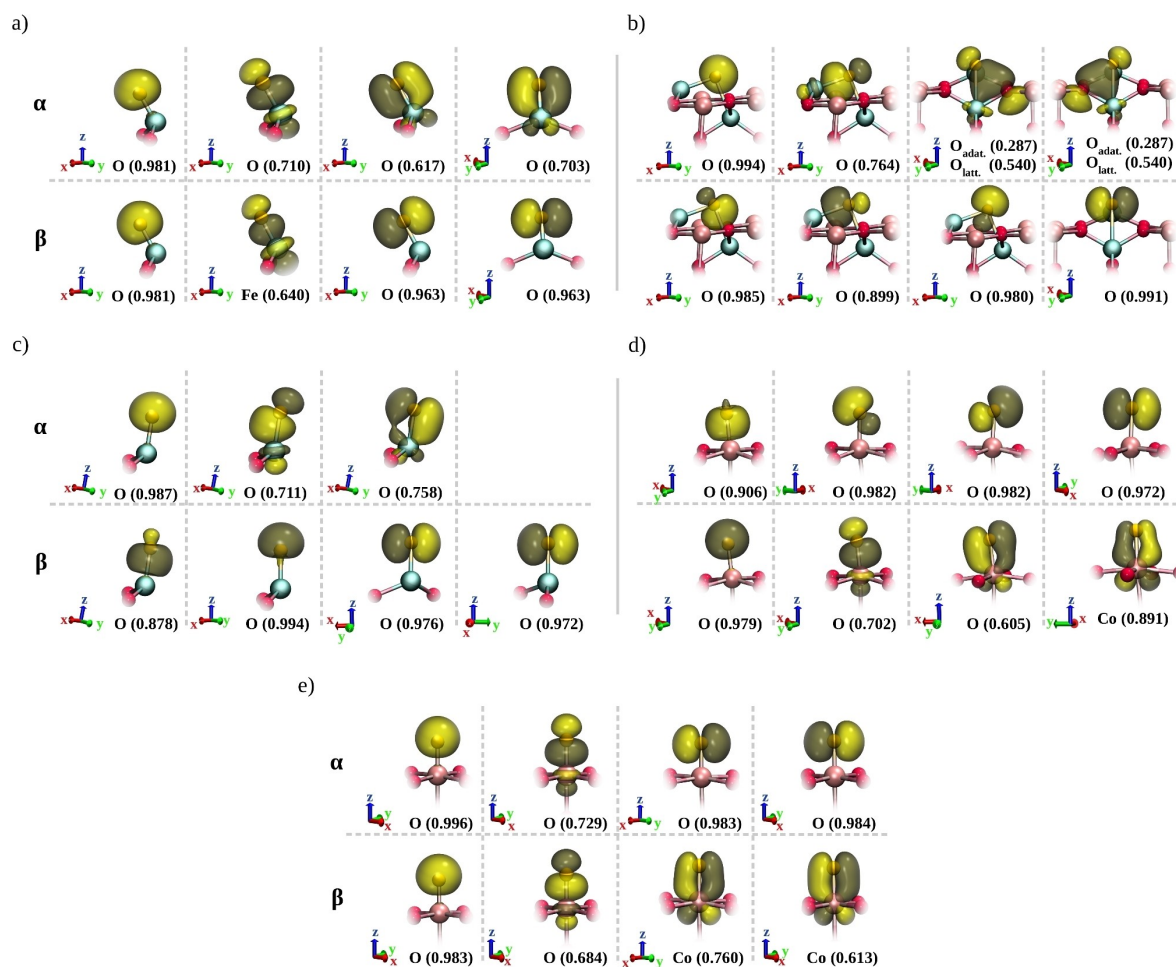 a)
α
z
x
y
O (0.981)
z
x
y
O (0.710)
z
x
y
O (0.617)
z
x
y
O (0.703)
β
z
x
y
O (0.981)
z
x
y
Fe (0.640)
z
x
y
O (0.963)
z
x
y
O (0.963)
b)
z
x
y
O (0.994)
z
x
y
O (0.764)
z
x
y
Oadat. (0.287)
Olatt. (0.540)
z
x
y
Oadat. (0.287)
Olatt. (0.540)
z
x
y
O (0.985)
z
x
y
O (0.899)
z
x
y
O (0.980)
z
x
y
O (0.991)
c)
α
z
x
y
O (0.987)
z
x
y
O (0.711)
z
x
y
O (0.758)
β
z
x
y
O (0.878)
z
x
y
O (0.994)
z
x
y
O (0.976)
z
x
y
O (0.972)
d)
z
x
y
O (0.906)
z
y
x
O (0.982)
z
y
x
O (0.982)
z
y
x
O (0.972)
z
x
y
O (0.979)
z
x
y
O (0.702)
z
x
y
O (0.605)
z
y
x
Co (0.891)
e)
α
z
y
x
O (0.996)
z
y
x
O (0.729)
z
x
y
O (0.983)
z
y
x
O (0.984)
β
z
y
x
O (0.983)
z
y
x
O (0.684)
z
x
y
Co (0.760)
z
y
x
Co (0.613)